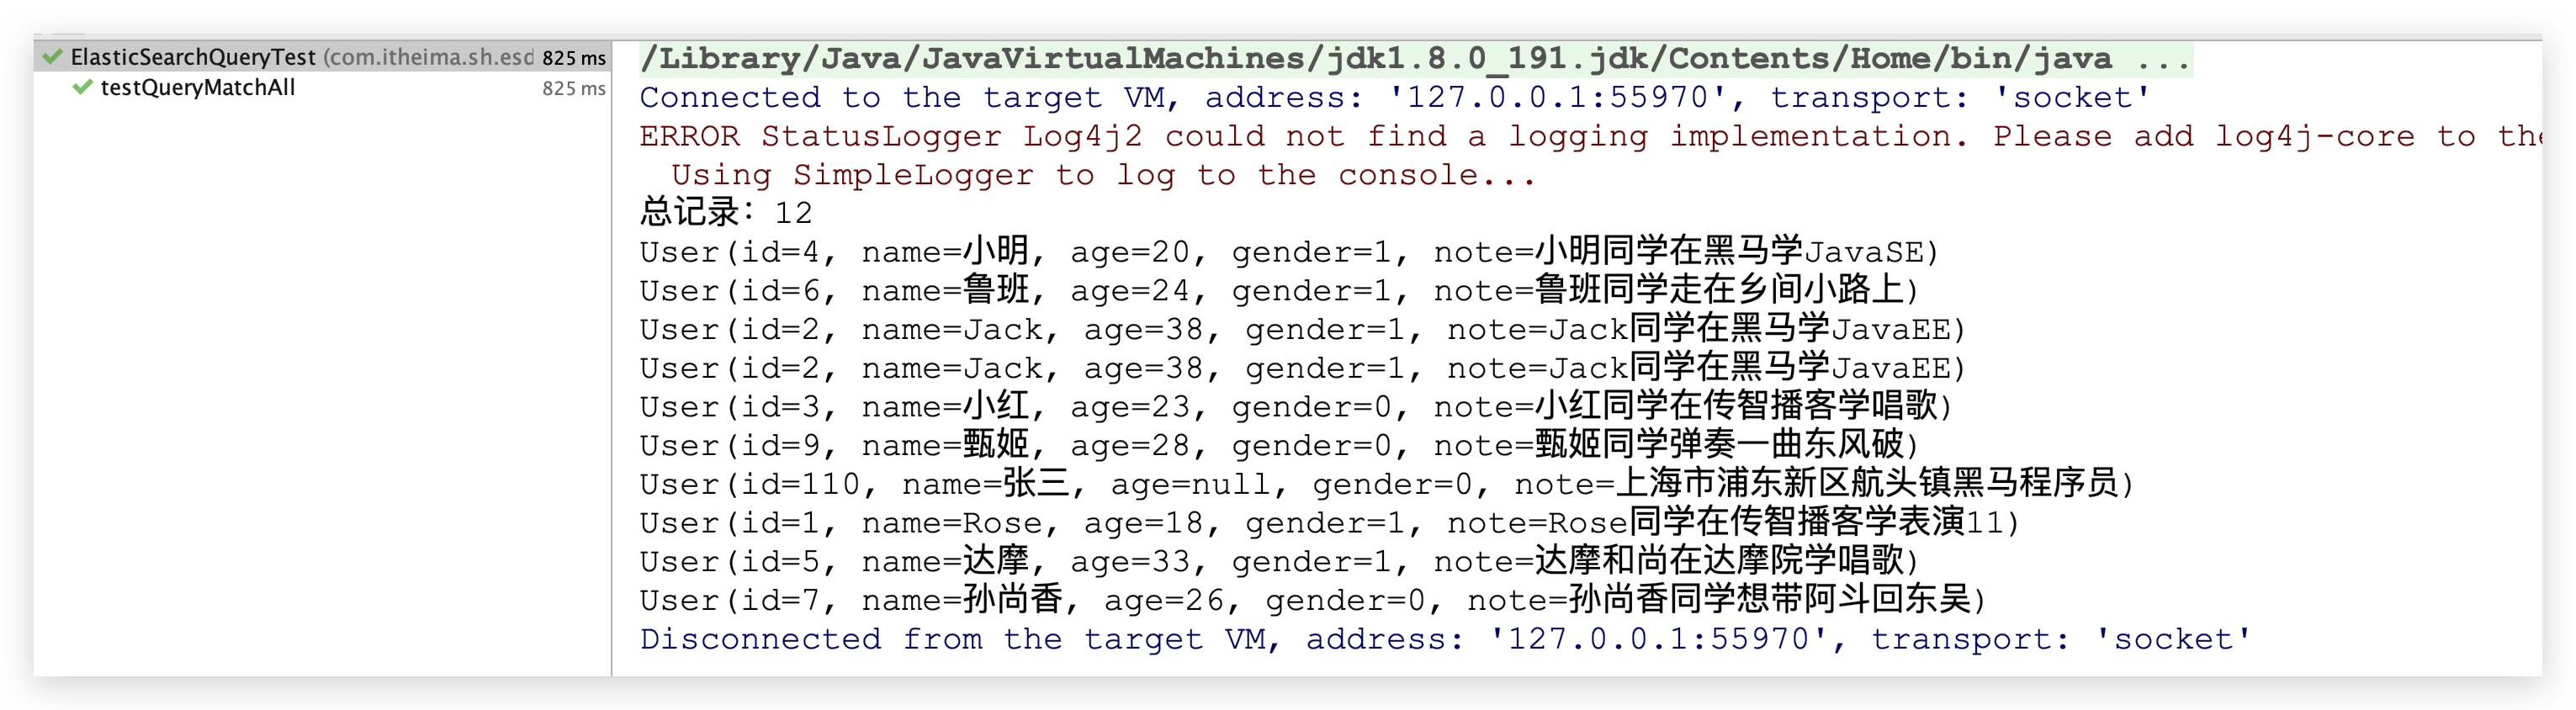 ElasticSearchQueryTest (com.itheima.sh.esd 825 ms
testQueryMatchAll 825 ms
/Library/Java/JavaVirtualMachines/jdk1.8.0_191.jdk/Contents/Home/bin/java ...
Connected to the target VM, address: '127.0.0.1:55970', transport: 'socket'
ERROR StatusLogger Log4j2 could not find a logging implementation. Please add log4j-core to the
Using SimpleLogger to log to the console...
总记录: 12
User(id=4, name=小明, age=20, gender=1, note=小明同学在黑马学JavaSE)
User(id=6, name=鲁班, age=24, gender=1, note=鲁班同学走在乡间小路上)
User(id=2, name=Jack, age=38, gender=1, note=Jack同学在黑马学JavaEE)
User(id=2, name=Jack, age=38, gender=1, note=Jack同学在黑马学JavaEE)
User(id=3, name=小红, age=23, gender=0, note=小红同学在传智播客学唱歌)
User(id=9, name=甄姬, age=28, gender=0, note=甄姬同学弹奏一曲东风破)
User(id=110, name=张三, age=null, gender=0, note=上海市浦东新区航头镇黑马程序员)
User(id=1, name=Rose, age=18, gender=1, note=Rose同学在传智播客学表演11)
User(id=5, name=达摩, age=33, gender=1, note=达摩和尚在达摩院学唱歌)
User(id=7, name=孙尚香, age=26, gender=0, note=孙尚香同学想带阿斗回东吴)
Disconnected from the target VM, address: '127.0.0.1:55970', transport: 'socket'